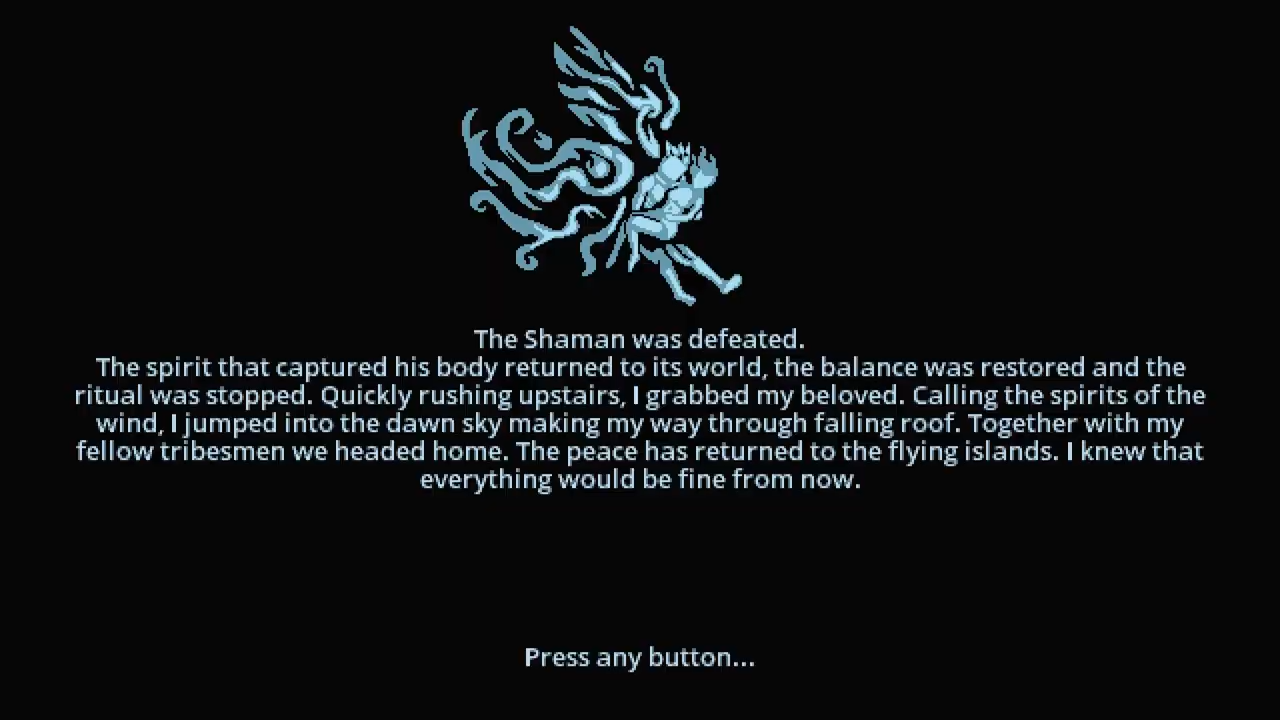 The Shaman was defeated.
The spirit that captured his body returned to its world, the balance was restored and the
ritual was stopped. Quickly rushing upstairs, I grabbed my beloved. Calling the spirits of the
wind, I jumped into the dawn sky making my way through falling roof. Together with my
fellow tribesmen we headed home. The peace has returned to the flying islands. I knew that
everything would be fine from now.
Press any button...